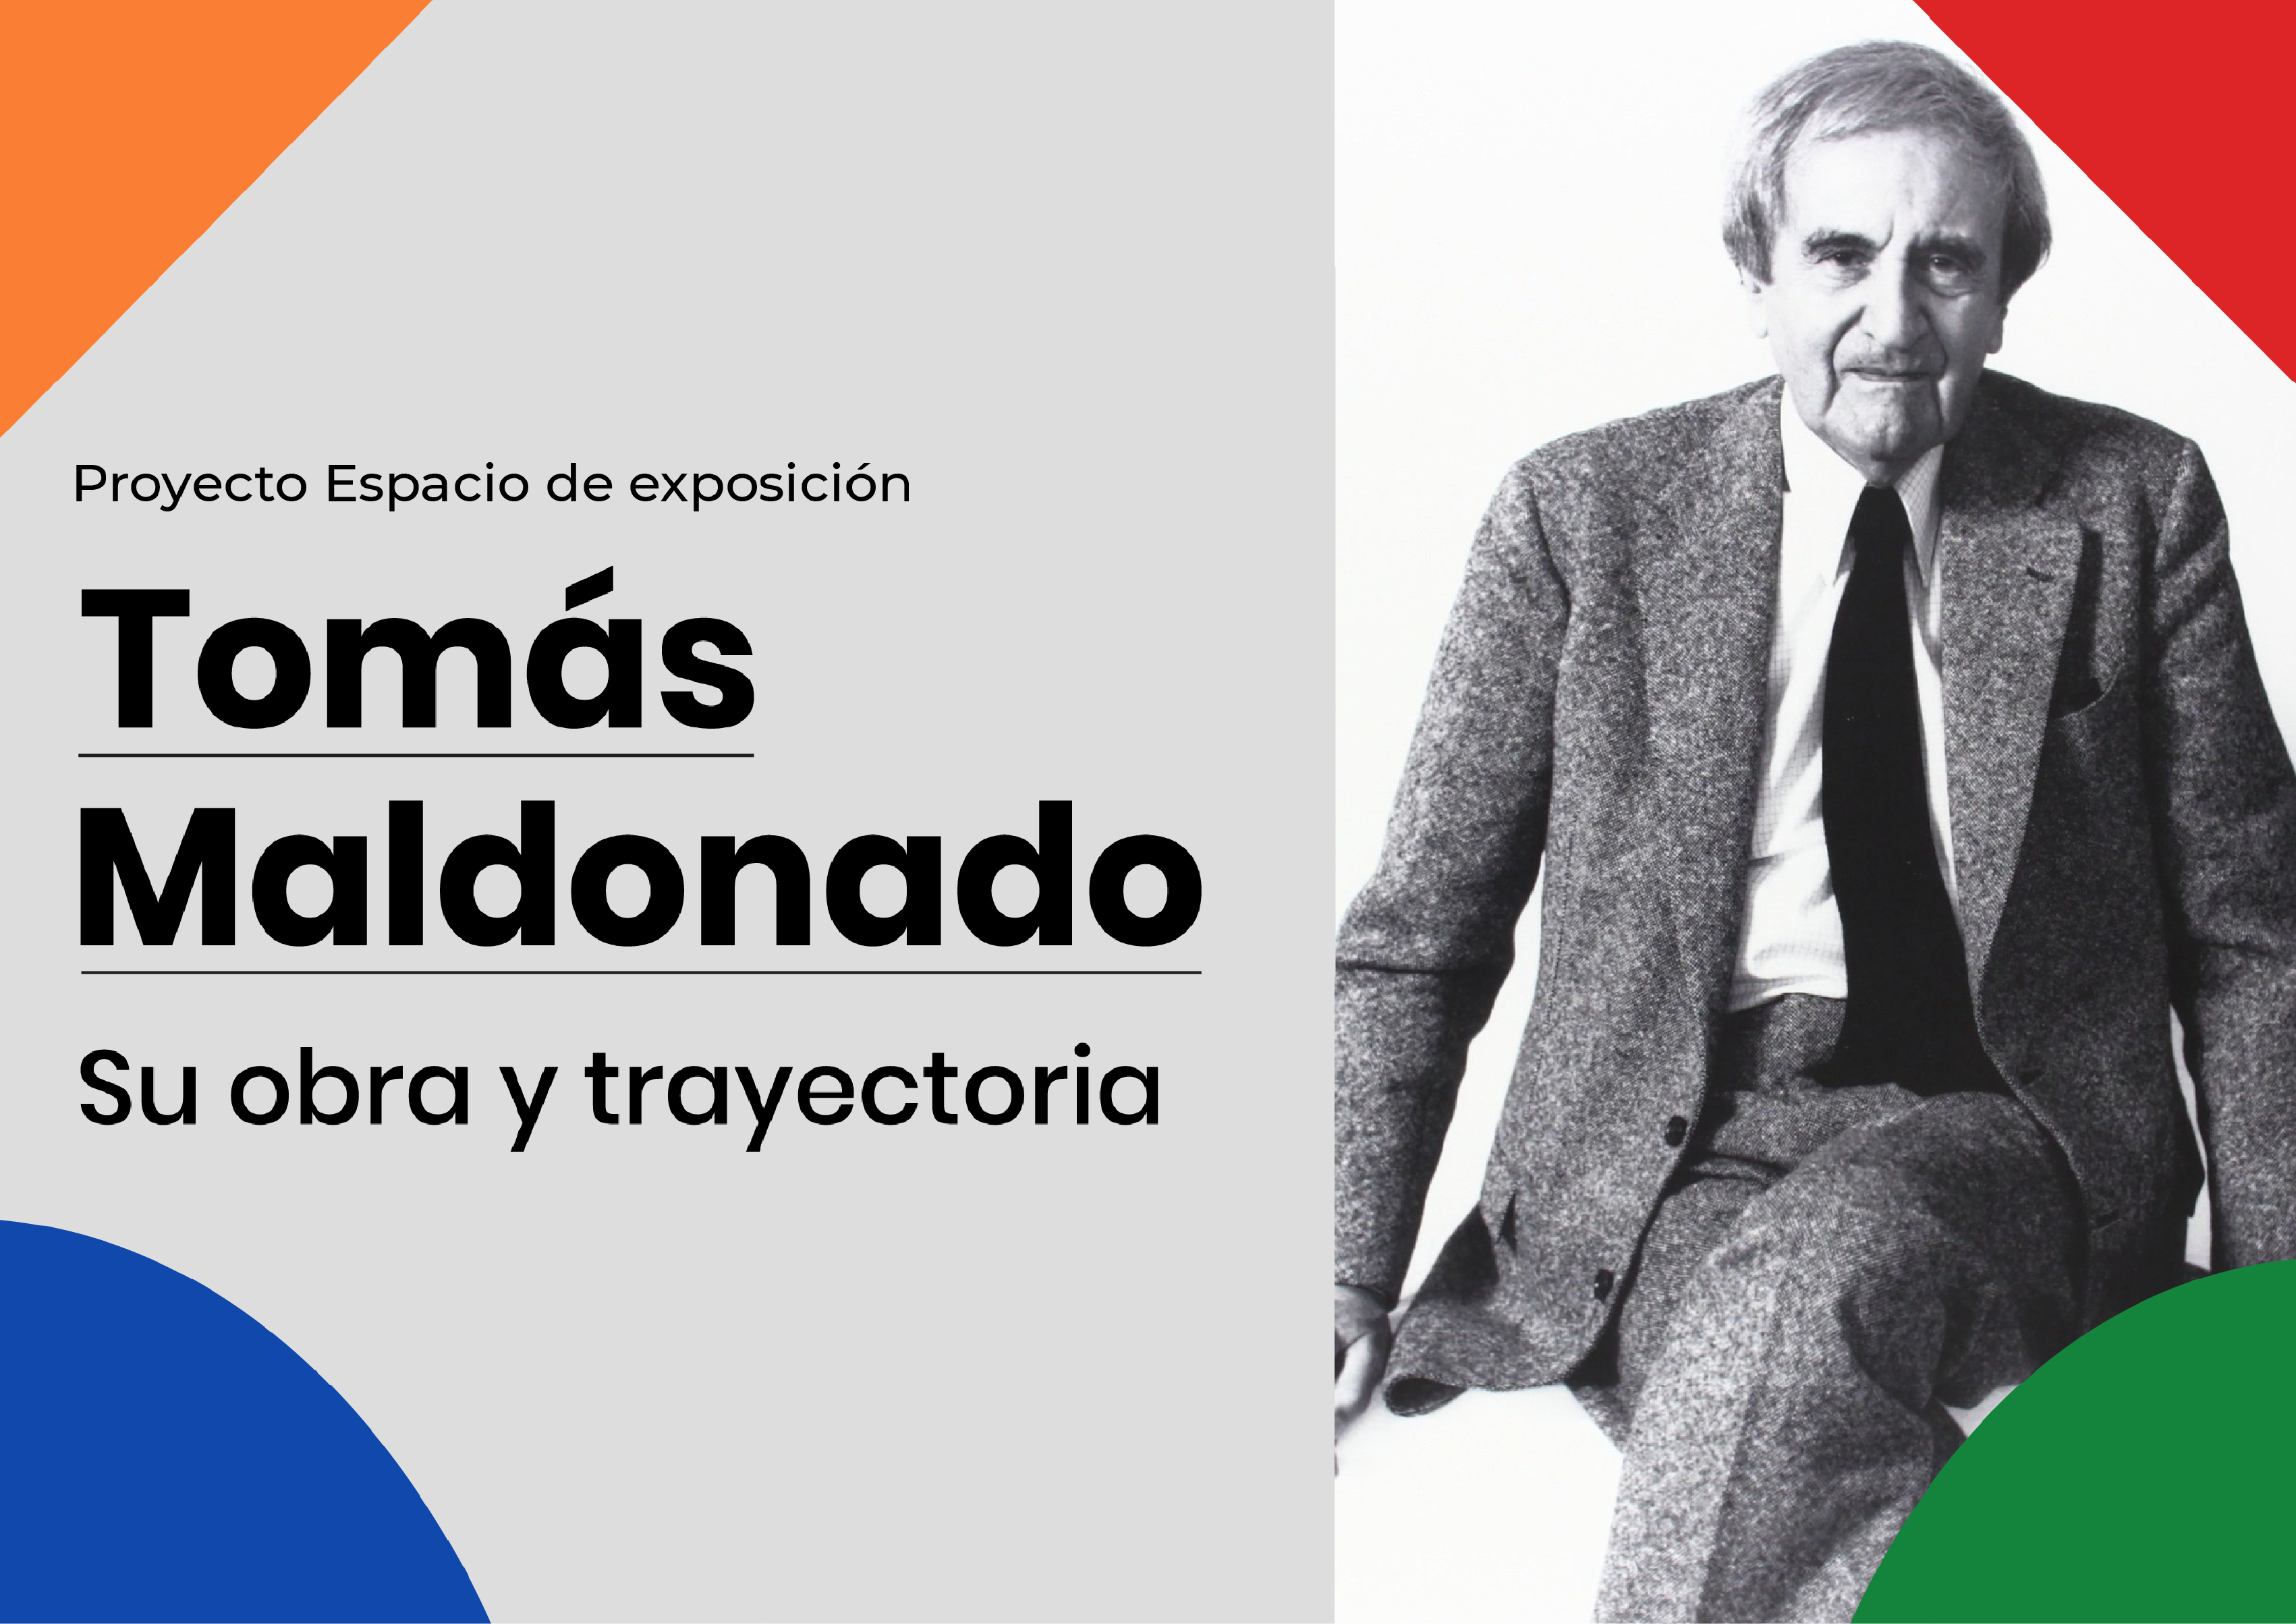 Proyecto Espacio de exposición
Tomás
Maldonado
Su obra y trayectoria